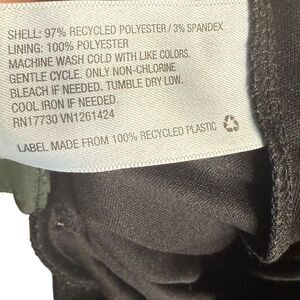 SHELL: 97% RECYCLED POLYESTER / 3% SPANDEX
LINING: 100% POLYESTER
MACHINE WASH COLD WITH LIKE COLORS.
GENTLE CYCLE. ONLY NON-CHLORINE
BLEACH IF NEEDED. TUMBLE DRY LOW.
COOL IRON IF NEEDED.
RN17730 VN1261424
LABEL MADE FROM 100% RECYCLED PLASTIC